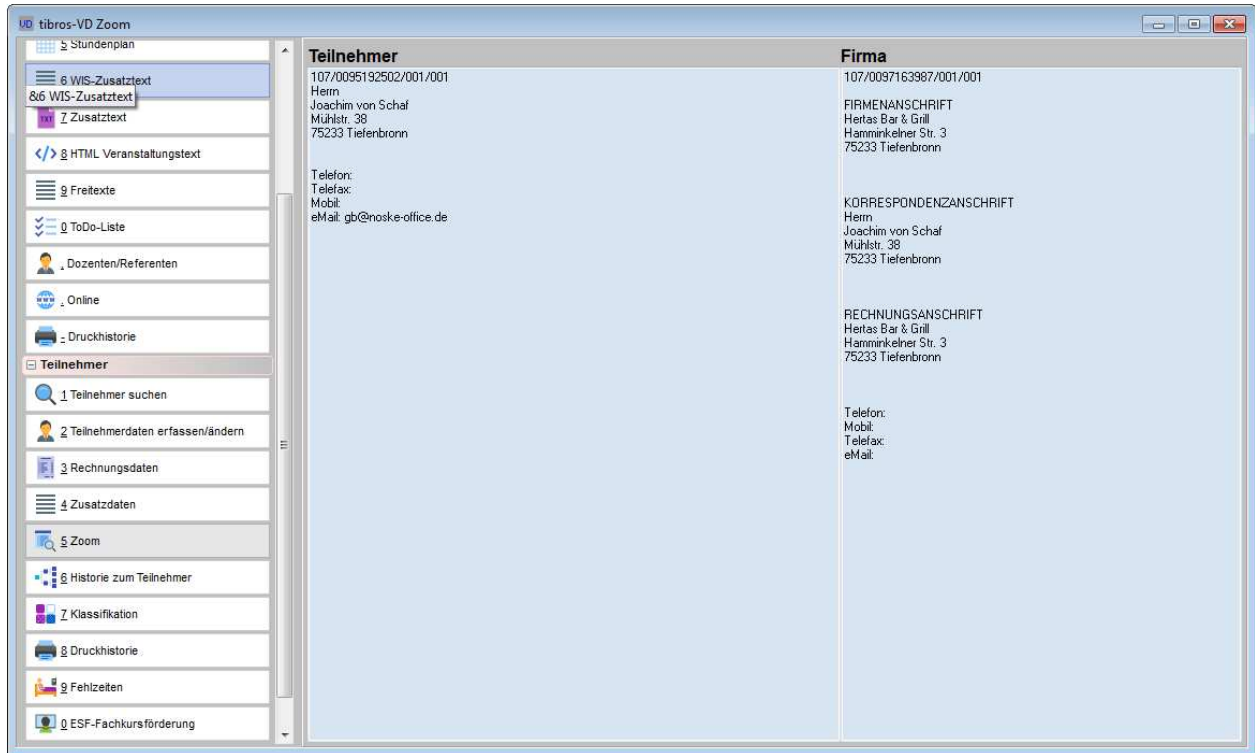 VD tibros-VD Zoom
5 Stundenplan
6 WIS-Zusatztext
&6 WIS-Zusatztext
TXT 7 Zusatztext
</> 8 HTML Veranstaltungstext
9 Freitexte
0 ToDo-Liste
, Dozenten/Referenten
www . Online
- Druckhistorie
Teilnehmer
1 Teilnehmer suchen
2 Teilnehmerdaten erfassen/ändern
3 Rechnungsdaten
4 Zusatzdaten
5 Zoom
6 Historie zum Teilnehmer
7 Klassifikation
8 Druckhistorie
9 Fehlzeiten
0 ESF-Fachkursförderung
Teilnehmer
107/0095192502/001/001
Herrn
Joachim von Schaf
Mühlstr. 38
75233 Tiefenbronn
Telefon:
Telefax:
Mobil:
eMail: gb@noske-office.de
Firma
107/0097163987/001/001
FIRMENANSCHRIFT
Hertas Bar & Grill
Hamminkelner Str. 3
75233 Tiefenbronn
KORRESPONDENZANSCHRIFT
Herrn
Joachim von Schaf
Mühlstr. 38
75233 Tiefenbronn
RECHNUNGSANSCHRIFT
Hertas Bar & Grill
Hamminkelner Str. 3
75233 Tiefenbronn
Telefon:
Mobil:
Telefax:
eMail: